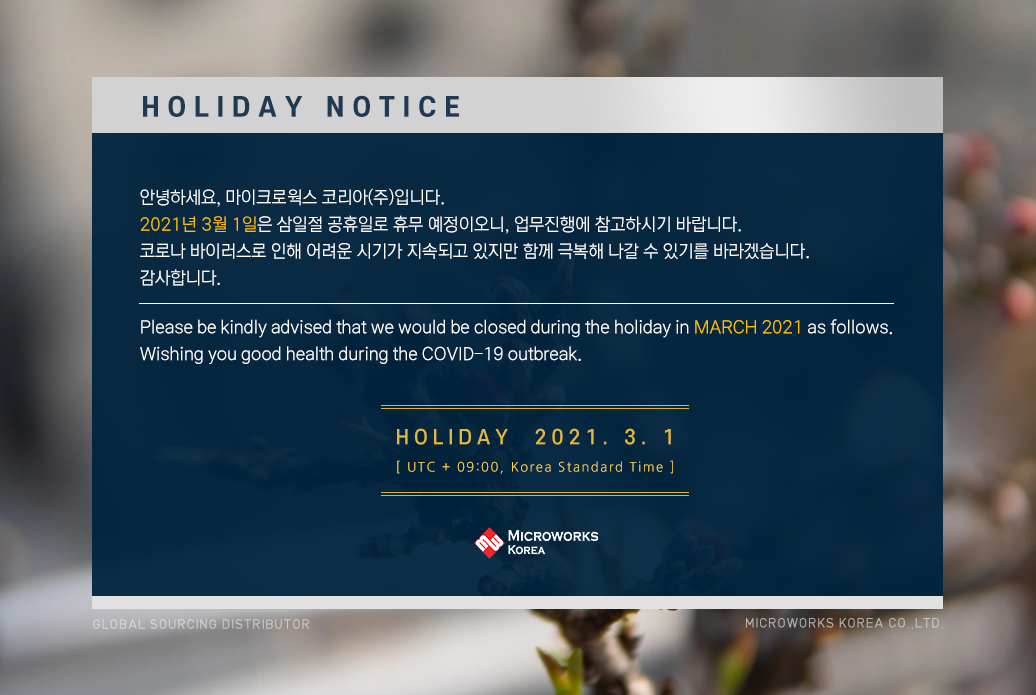 HOLIDAY NOTICE
안녕하세요, 마이크로웍스 코리아(주)입니다.
2021년 3월 1일은 삼일절 공휴일로 휴무 예정이오니, 업무진행에 참고하시기 바랍니다.
코로나 바이러스로 인해 어려운 시기가 지속되고 있지만 함께 극복해 나갈 수 있기를 바라겠습니다.
감사합니다.
Please be kindly advised that we would be closed during the holiday in MARCH 2021 as follows.
Wishing you good health during the COVID-19 outbreak.
HOLIDAY 2021. 3. 1
[ UTC + 09:00, Korea Standard Time ]
MICROWORKS
KOREA
GLOBAL SOURCING DISTRIBUTOR
MICROWORKS KOREA CO.,LTD.